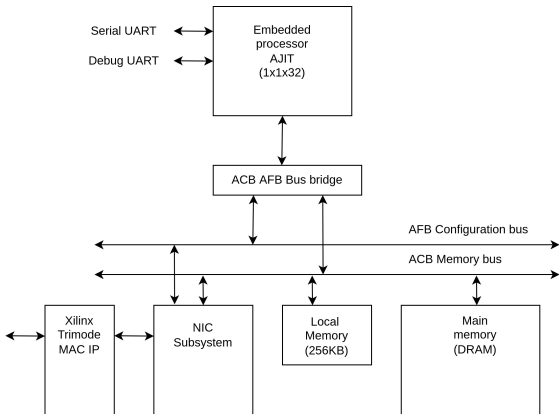 Serial UART
Debug UART
Embedded
processor
AJIT
(1x1x32)
ACB AFB Bus bridge
AFB Configuration bus
ACB Memory bus
Xilinx
Trimode
MAC IP
NIC
Subsystem
Local
Memory
(256KB)
Main
memory
(DRAM)